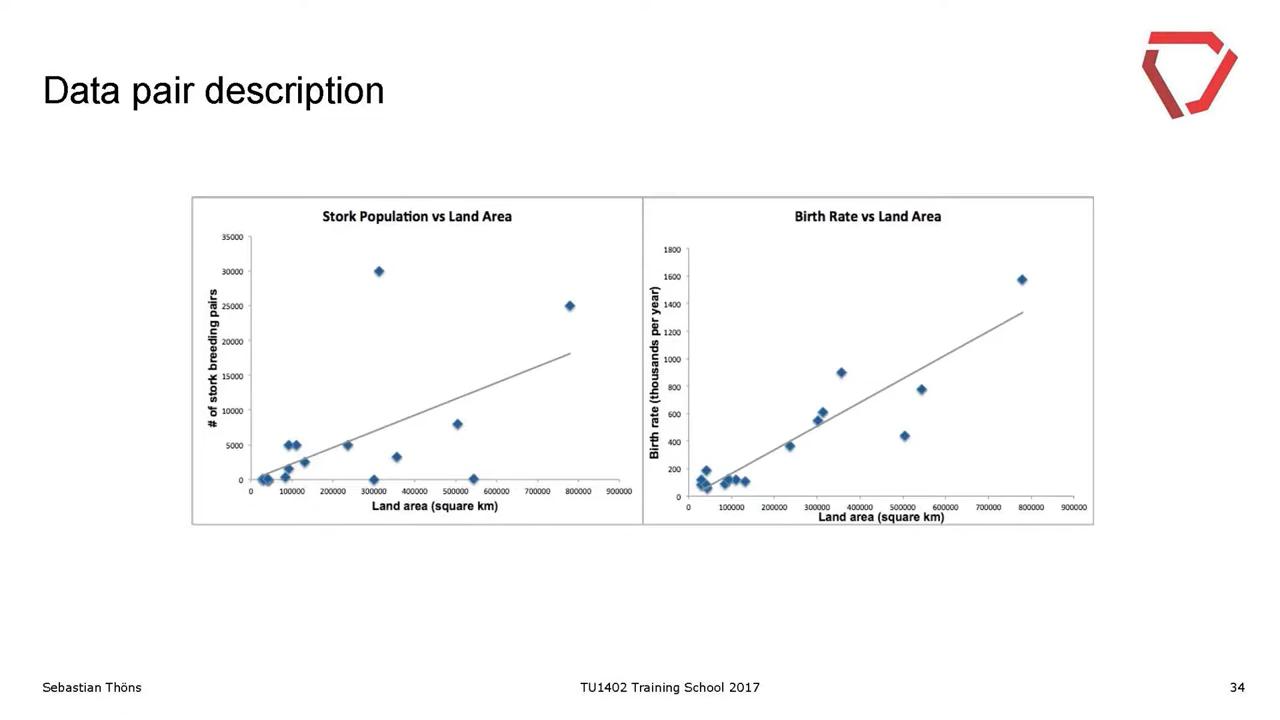 Data pair description
Stork Population vs Land Area
35000
30000
25000
20000
15000
10000
5000
0
# of stork breeding pairs
0 100000 200000 300000 400000 500000 600000 700000 800000 900000
Land area (square km)
Birth Rate vs Land Area
1800
1600
1400
1200
1000
800
600
400
200
0
Birth rate (thousands per year)
0 100000 200000 300000 400000 500000 600000 700000 800000 900000
Land area (square km)
Sebastian Thöns
TU1402 Training School 2017
34